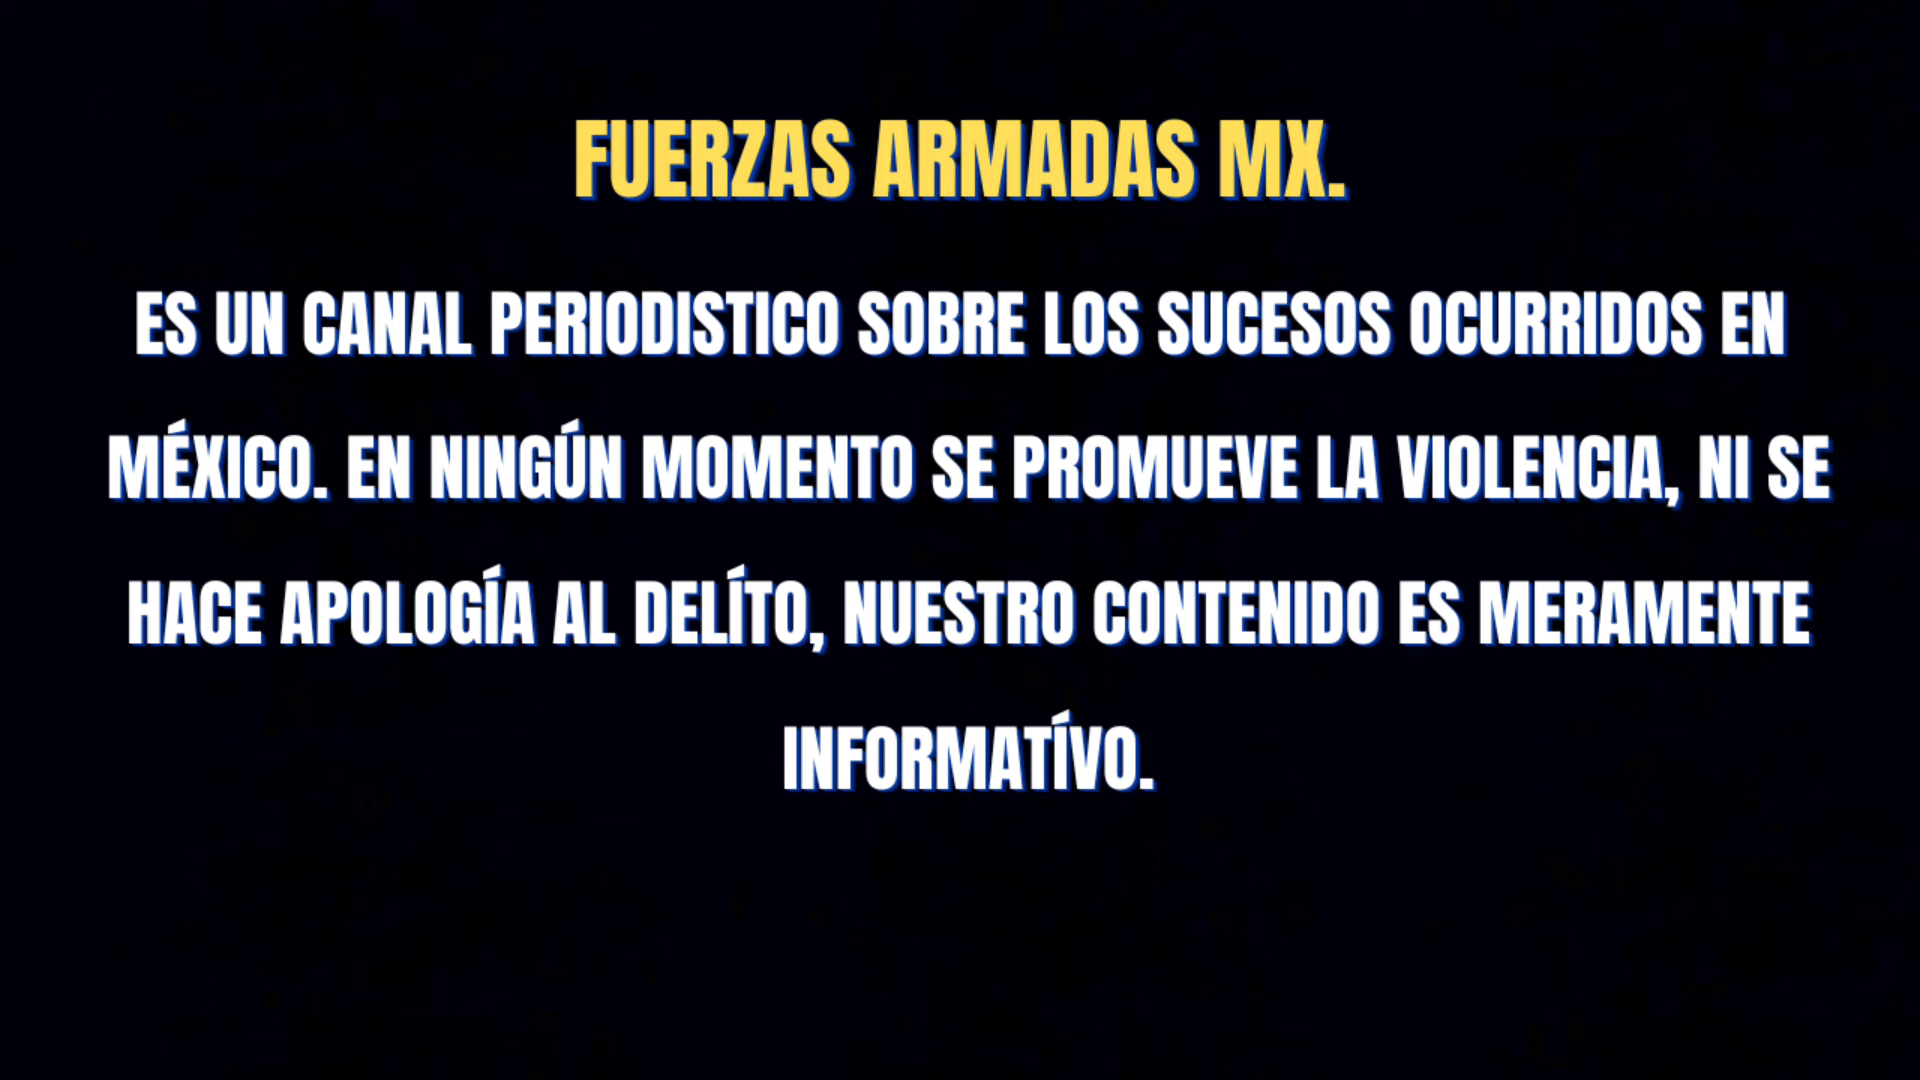 FUERZAS ARMADAS MX.
ES UN CANAL PERIODISTICO SOBRE LOS SUCESOS OCURRIDOS EN
MÉXICO. EN NINGÚN MOMENTO SE PROMUEVE LA VIOLENCIA, NI SE
HACE APOLOGÍA AL DELÍTO, NUESTRO CONTENIDO ES MERAMENTE
INFORMATÍVO.